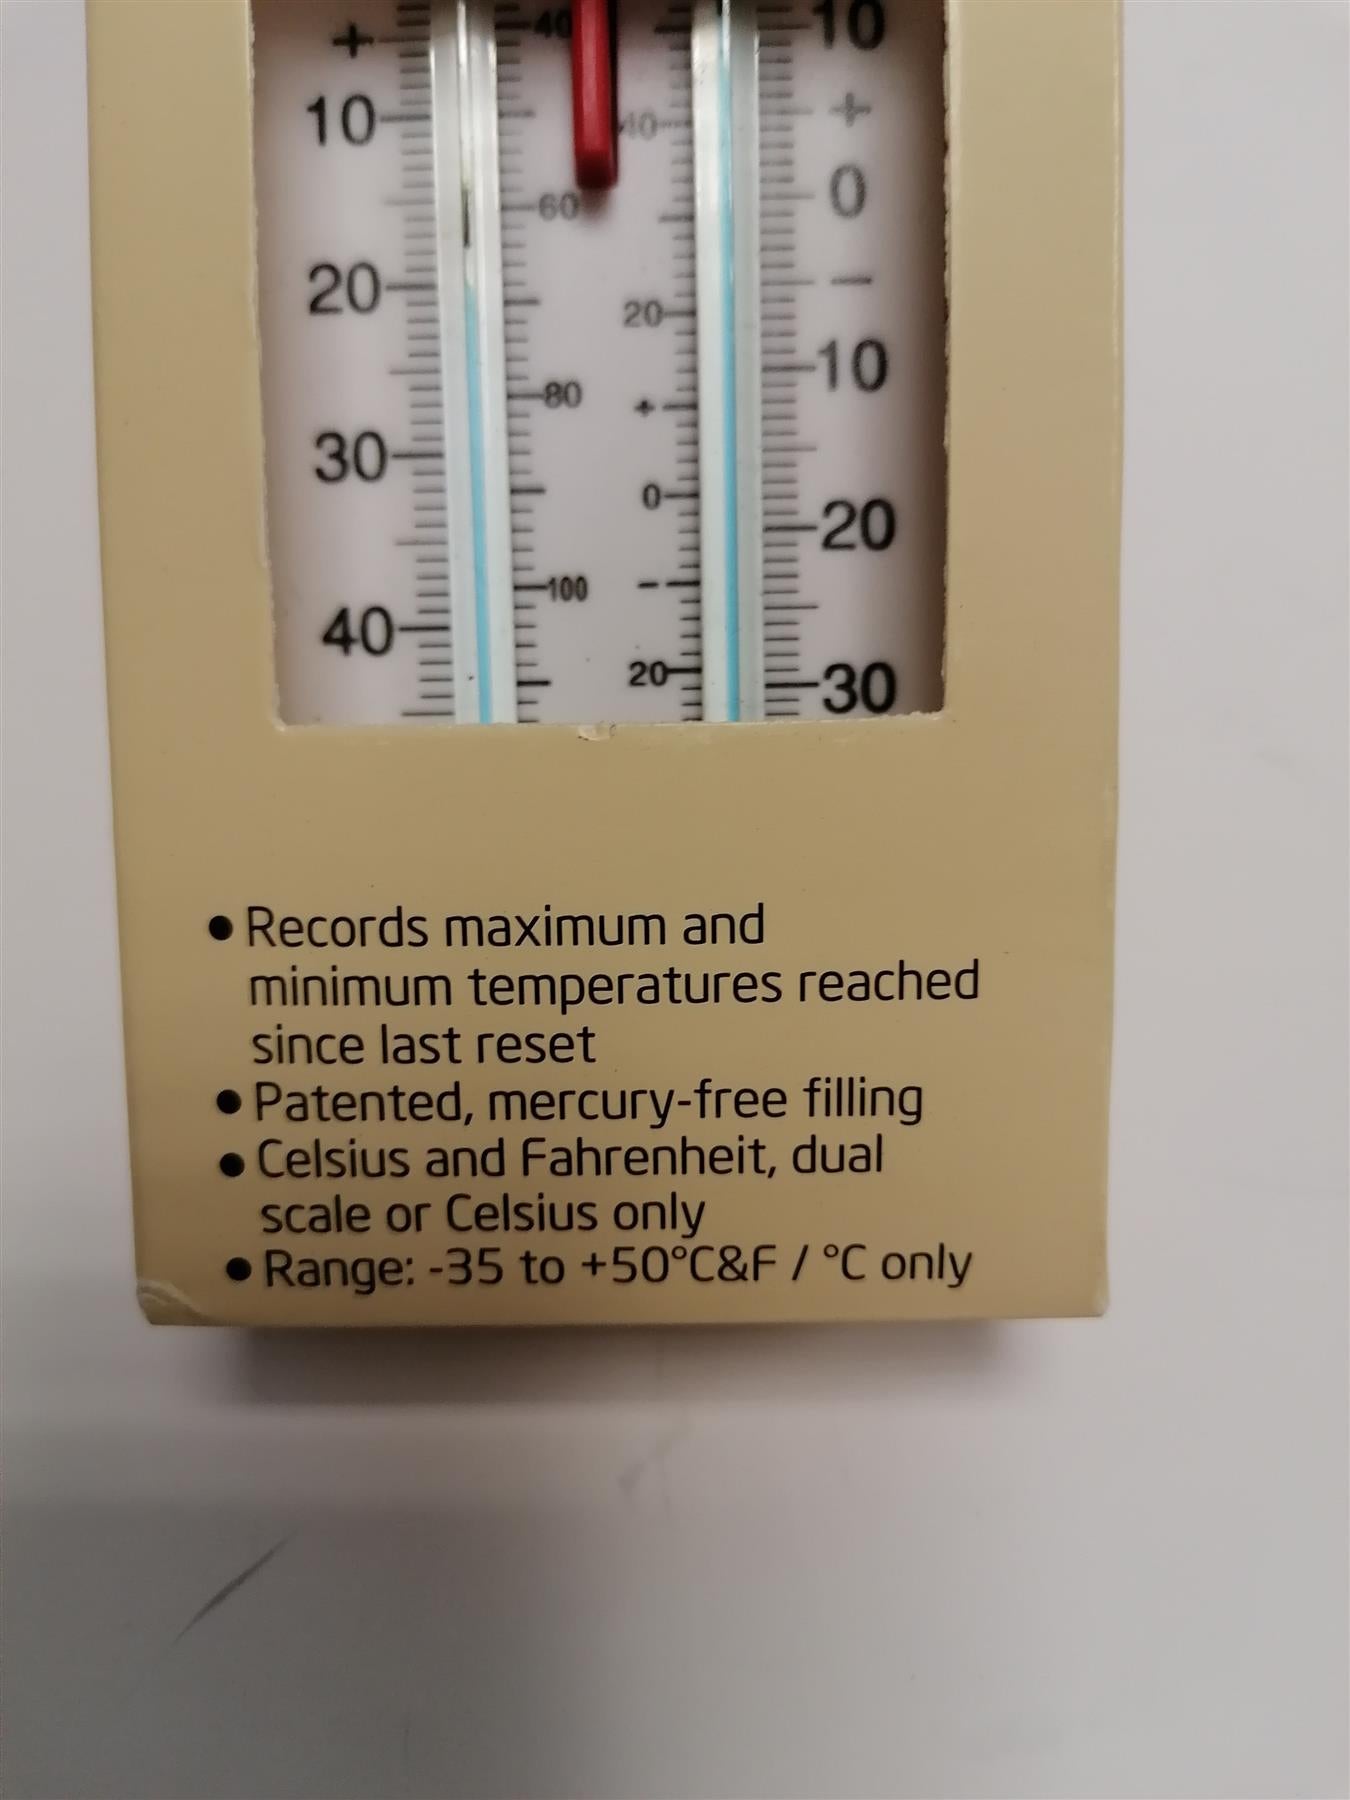 + 40 10
10 40 +
60 0
20 20 −
80 + 10
30 0
100 − 20
40 20 30
• Records maximum and
minimum temperatures reached
since last reset
• Patented, mercury-free filling
• Celsius and Fahrenheit, dual
scale or Celsius only
• Range: -35 to +50°C&F / °C only